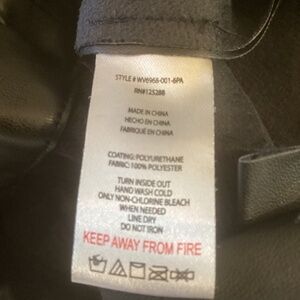 STYLE # WV6968-001-6PA
RN#125288
MADE IN CHINA
HECHO EN CHINA
FABRIQUÉ EN CHINA
COATING: POLYURETHANE
FABRIC: 100% POLYESTER
TURN INSIDE OUT
HAND WASH COLD
ONLY NON-CHLORINE BLEACH
WHEN NEEDED
LINE DRY
DO NOT IRON
KEEP AWAY FROM FIRE